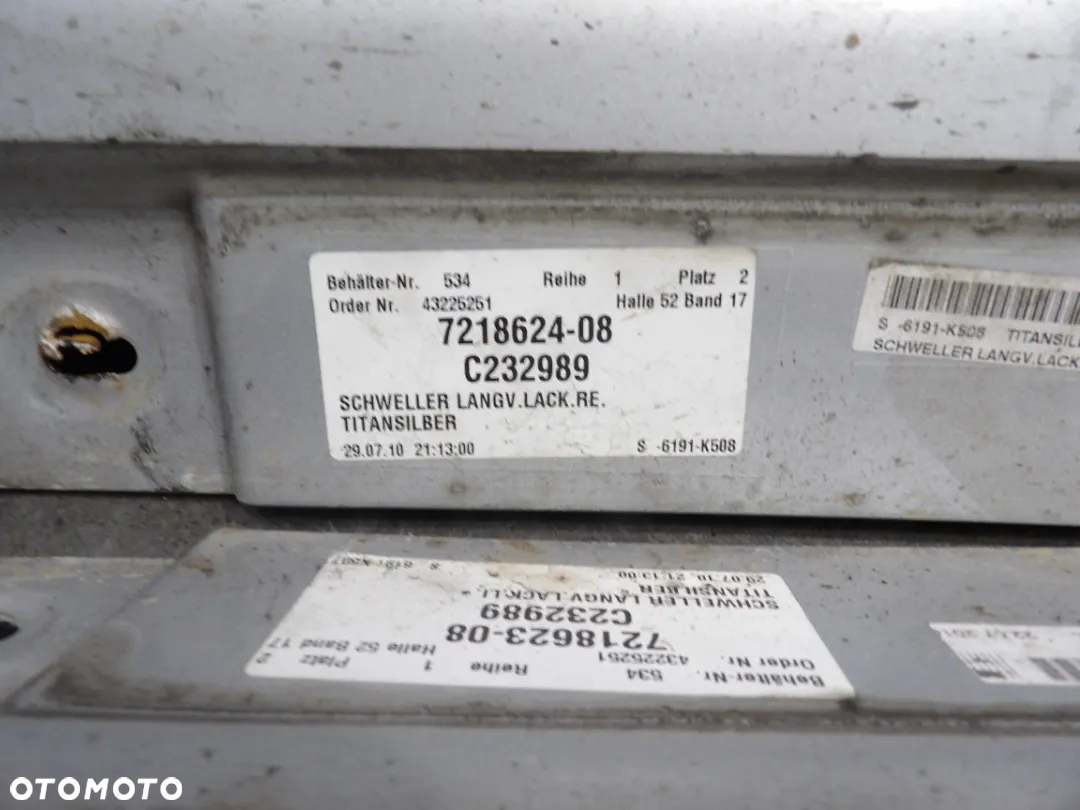 Behälter-Nr. 534 Reihe 1 Platz 2
Order Nr. 43225251 Halle 52 Band 17
7218624-08
C232989
SCHWELLER LANGV.LACK.RE.
TITANSILBER
29.07.10 21:13:00 S -6191-K508
S -6191-K508 TITANSILB
SCHWELLER LANGV.LACK
Behälter-Nr. 534 Reihe 1 Platz 2
Order Nr. 43225251 Halle 52 Band 17
7218623-08
C232989
SCHWELLER LANGV.LACK.LI.
TITANSILBER
29.07.10 21:13:00 S -6191-K507
OTOMOTO